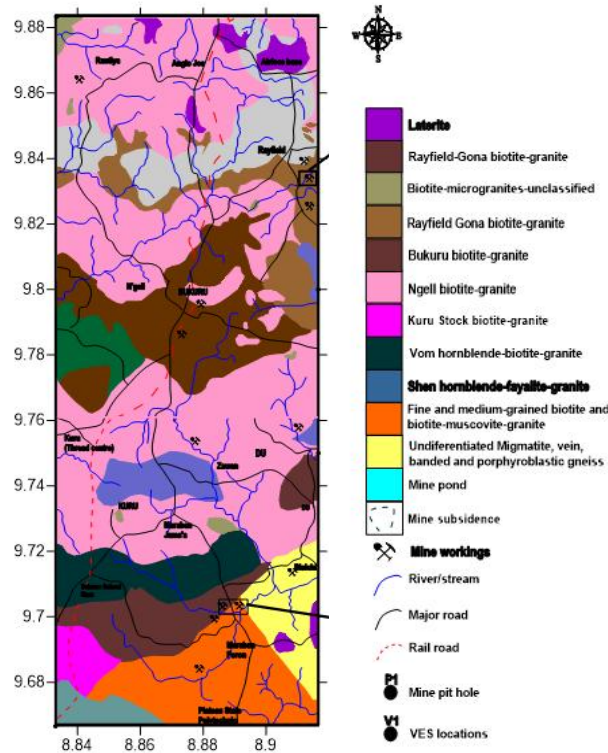 9.88
9.86
9.84
9.82
9.8
9.78
9.76
9.74
9.72
9.7
9.68
8.84
8.86
8.88
8.9
Rayfield
N'gell
BUKURU
Kuru
Zawan
DU
KURU
N
W
E
S
Laterite
Rayfield-Gona biotite-granite
Biotite-microgranites-unclassified
Rayfield Gona biotite-granite
Bukuru biotite-granite
Ngell biotite-granite
Kuru Stock biotite-granite
Vom hornblende-biotite-granite
Shen hornblende-fayalite-granite
Fine and medium-grained biotite and
biotite-muscovite-granite
Undifferentiated Migmatite, vein,
banded and porphyroblastic gneiss
Mine pond
Mine subsidence
Mine workings
River/stream
Major road
Rail road
P1
Mine pit hole
V1
VES locations